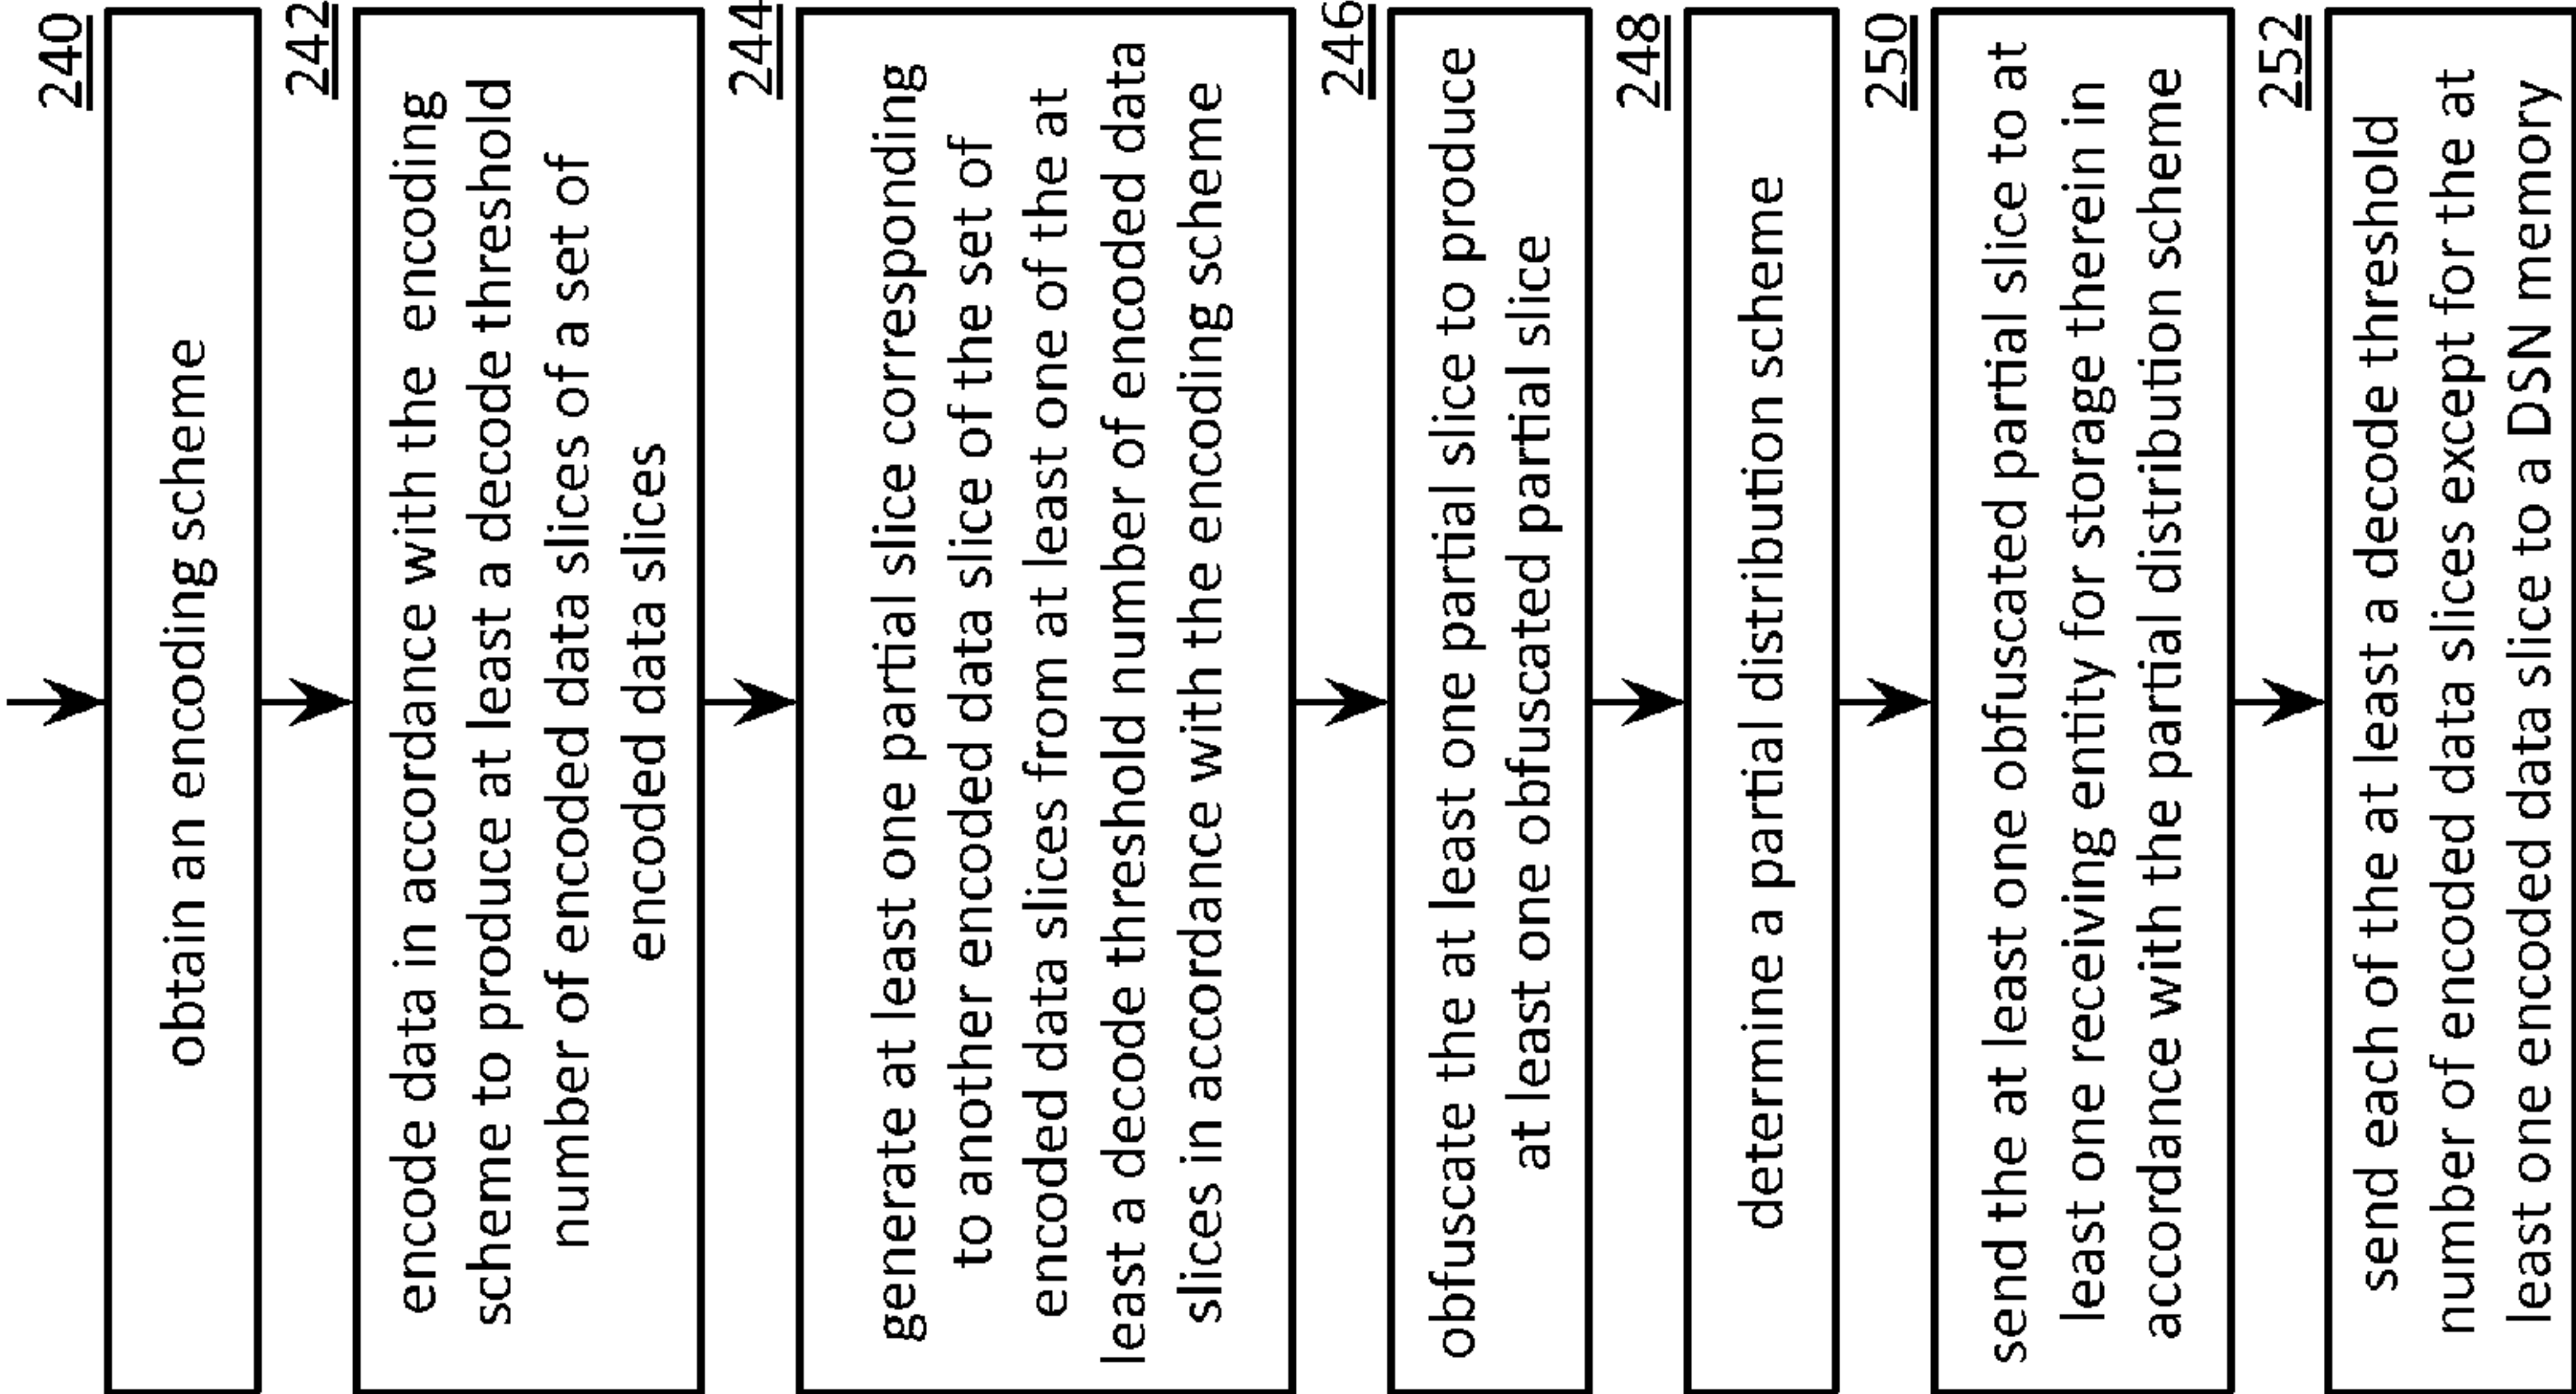 240
obtain an encoding scheme
242
encode data in accordance with the encoding
scheme to produce at least a decode threshold
number of encoded data slices of a set of
encoded data slices
244
generate at least one partial slice corresponding
to another encoded data slice of the set of
encoded data slices from at least one of the at
least a decode threshold number of encoded data
slices in accordance with the encoding scheme
246
obfuscate the at least one partial slice to produce
at least one obfuscated partial slice
248
determine a partial distribution scheme
250
send the at least one obfuscated partial slice to at
least one receiving entity for storage therein in
accordance with the partial distribution scheme
252
send each of the at least a decode threshold
number of encoded data slices except for the at
least one encoded data slice to a DSN memory